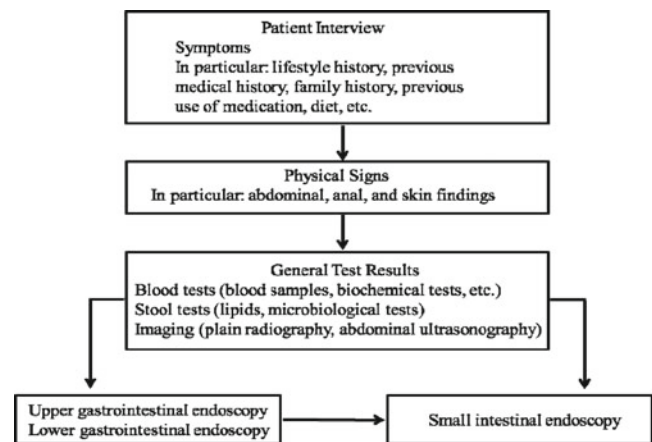 Patient Interview
Symptoms
In particular: lifestyle history, previous
medical history, family history, previous
use of medication, diet, etc.
Physical Signs
In particular: abdominal, anal, and skin findings
General Test Results
Blood tests (blood samples, biochemical tests, etc.)
Stool tests (lipids, microbiological tests)
Imaging (plain radiography, abdominal ultrasonography)
Upper gastrointestinal endoscopy
Lower gastrointestinal endoscopy
Small intestinal endoscopy